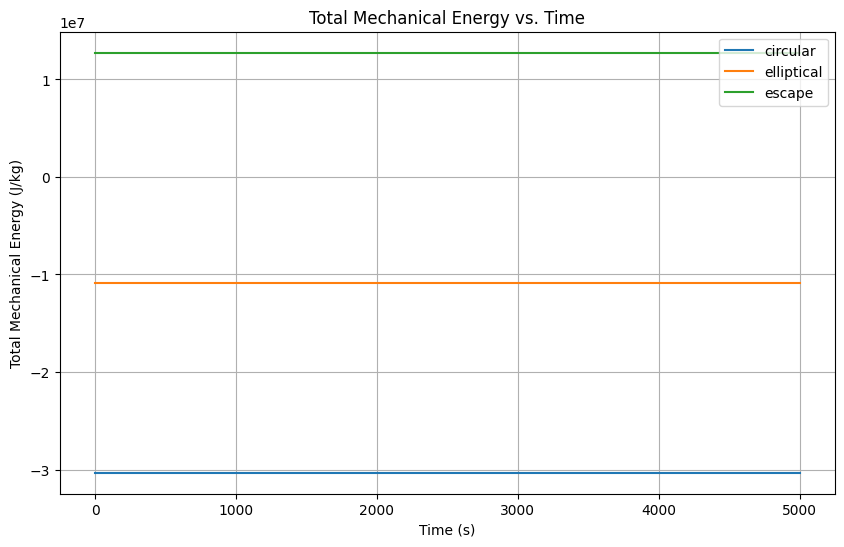 Total Mechanical Energy vs. Time
1e7
circular
elliptical
escape
1
0
−1
−2
−3
Total Mechanical Energy (J/kg)
0 1000 2000 3000 4000 5000
Time (s)